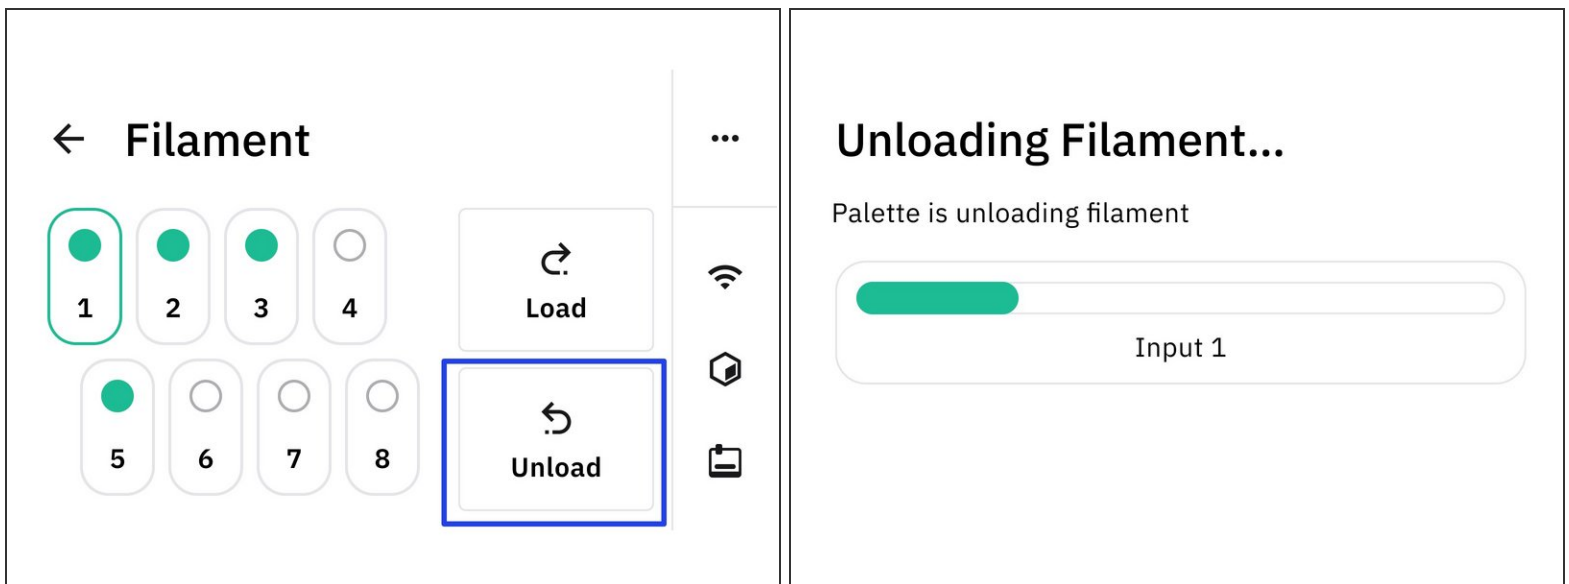 Filament
1 2 3 4
Load
5 6 7 8
Unload
Unloading Filament...
Palette is unloading filament
Input 1